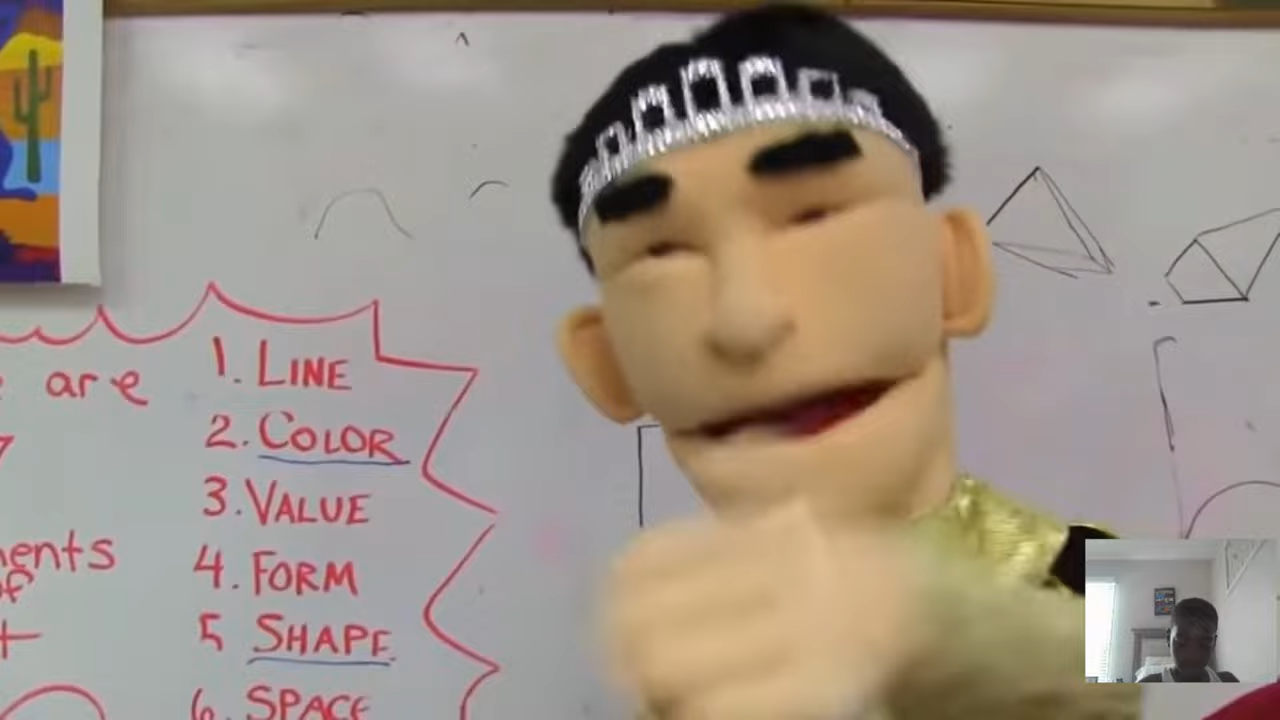 are
1. LINE
2. COLOR
3. VALUE
ents
4. FORM
5 SHAPE
6. SPACE